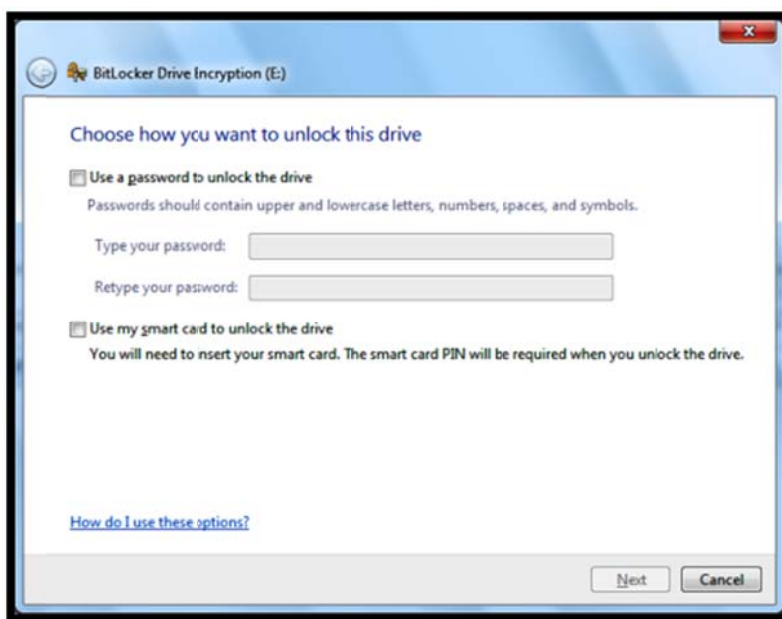 BitLocker Drive Encryption (E:)
Choose how you want to unlock this drive
Use a password to unlock the drive
Passwords should contain upper and lowercase letters, numbers, spaces, and symbols.
Type your password:
Retype your password:
Use my smart card to unlock the drive
You will need to insert your smart card. The smart card PIN will be required when you unlock the drive.
How do I use these options?
Next Cancel